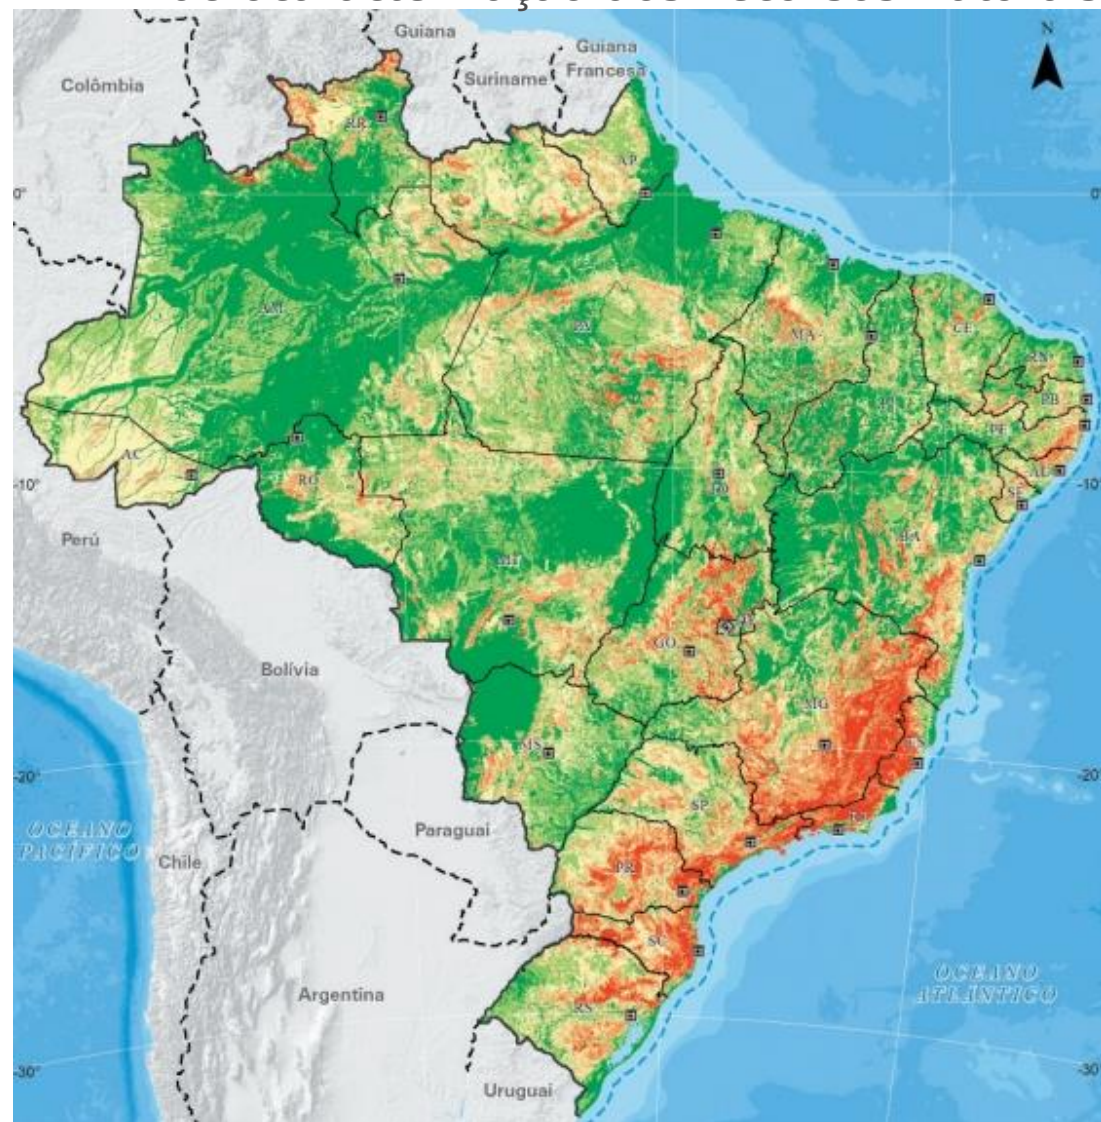 N
Guiana
Guiana
Francesa
Suriname
Colômbia
RR
AP
0°
0°
AM
PA
MA
CE
RN
PB
PI
PE
AC
AL
-10°
-10°
RO
TO
SE
BA
Perú
MT
GO
DF
Bolívia
MG
MS
ES
-20°
-20°
SP
RJ
OCEANO
PACÍFICO
Paraguai
Chile
PR
SC
OCEANO
ATLÂNTICO
Argentina
RS
-30°
-30°
Uruguai